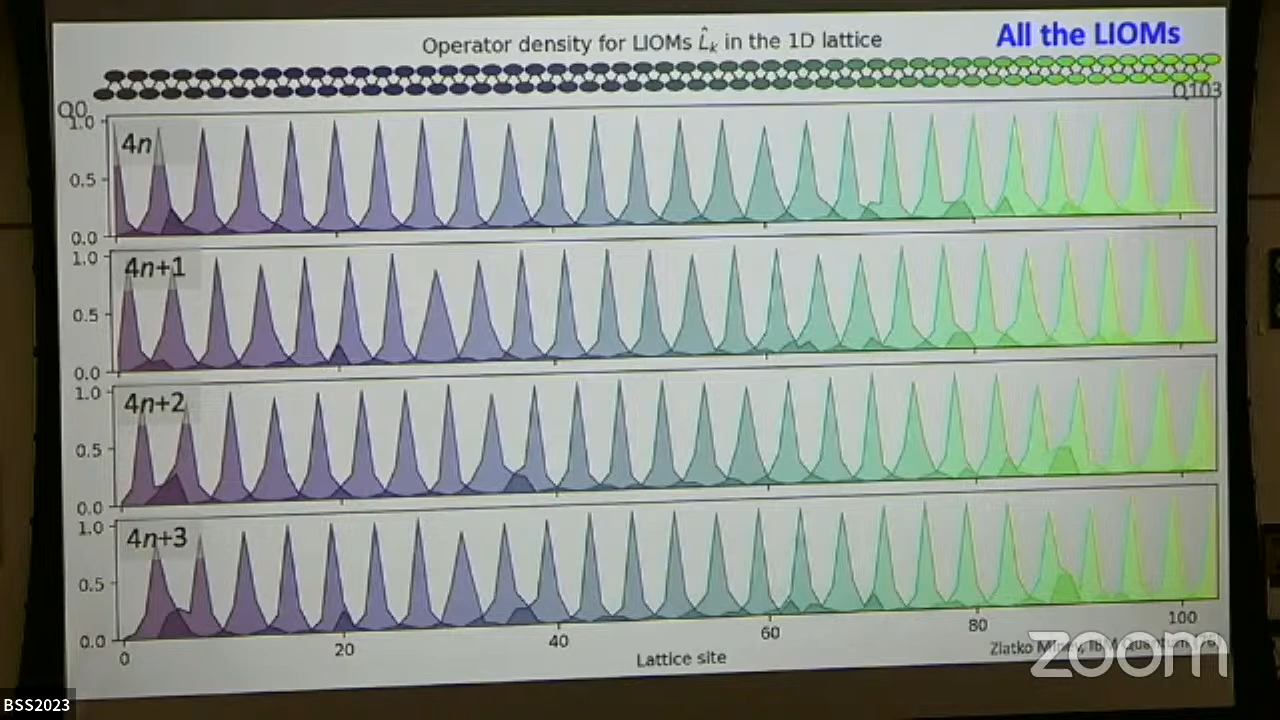 All the LIOMs
Operator density for LIOMs L̂k in the 1D lattice
Q0
Q103
1.0
4n
0.5
0.0
1.0
4n+1
0.5
0.0
1.0
4n+2
0.5
0.0
1.0
4n+3
0.5
0.0
0 20 40 60 80 100
Lattice site
Zlatko Minev, IBM Quantum
zoom
BSS2023